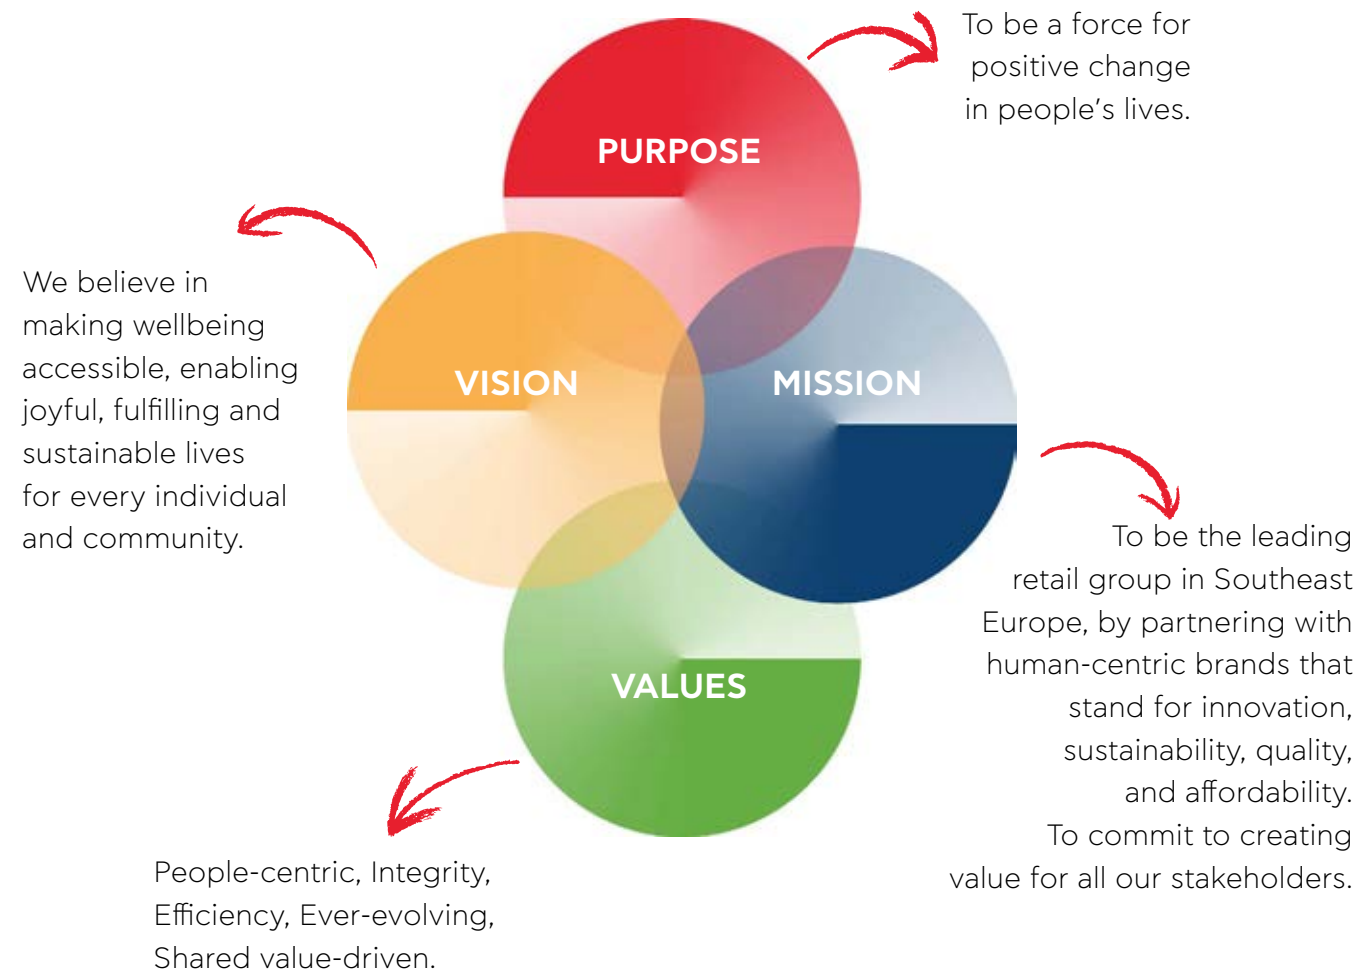 To be a force for
positive change
in people's lives.
PURPOSE
We believe in
making wellbeing
accessible, enabling
joyful, fulfilling and
sustainable lives
for every individual
and community.
VISION
MISSION
To be the leading
retail group in Southeast
Europe, by partnering with
human-centric brands that
stand for innovation,
sustainability, quality,
and affordability.
To commit to creating
value for all our stakeholders.
VALUES
People-centric, Integrity,
Efficiency, Ever-evolving,
Shared value-driven.